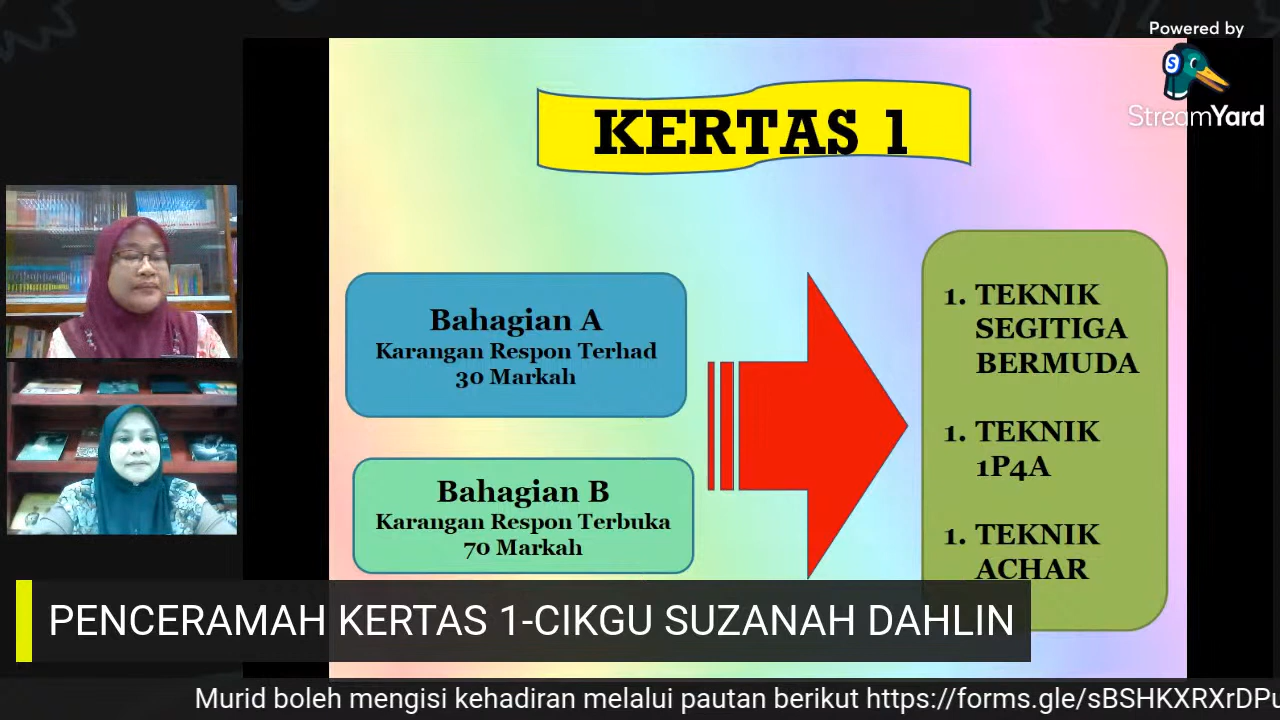 Powered by
StreamYard
KERTAS 1
Bahagian A
Karangan Respon Terhad
30 Markah
Bahagian B
Karangan Respon Terbuka
70 Markah
1. TEKNIK
SEGITIGA
BERMUDA
1. TEKNIK
1P4A
1. TEKNIK
ACHAR
PENCERAMAH KERTAS 1-CIKGU SUZANAH DAHLIN
Murid boleh mengisi kehadiran melalui pautan berikut https://forms.gle/sBSHKXRXrDPu